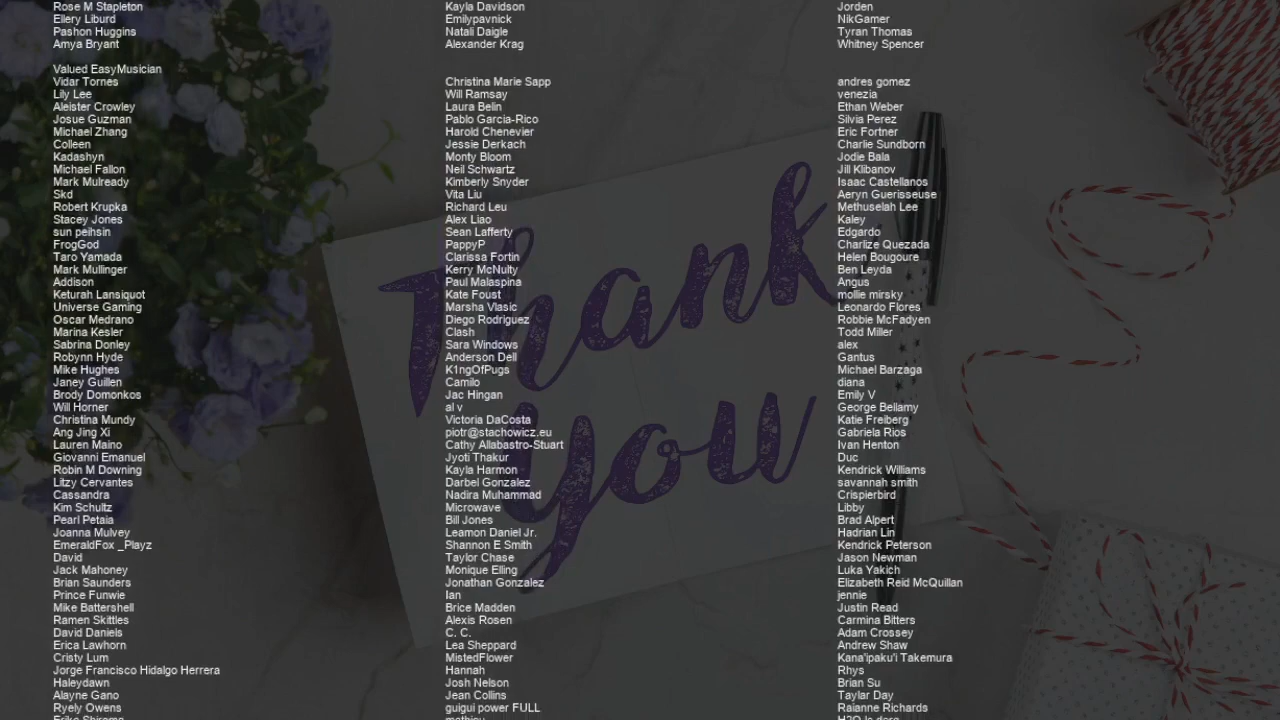 Rose M Stapleton
Ellery Liburd
Pashon Huggins
Amya Bryant
Kayla Davidson
Emilypavnick
Natali Daigle
Alexander Krag
Jorden
NikGamer
Tyran Thomas
Whitney Spencer
Valued EasyMusician
Vidar Tornes
Lily Lee
Aleister Crowley
Josue Guzman
Michael Zhang
Colleen
Kadashyn
Michael Fallon
Mark Mulready
Skd
Robert Krupka
Stacey Jones
sun peihsin
FrogGod
Taro Yamada
Mark Mullinger
Addison
Keturah Lansiquot
Universe Gaming
Oscar Medrano
Marina Kesler
Sabrina Donley
Robynn Hyde
Mike Hughes
Janey Guillen
Brody Domonkos
Will Horner
Christina Mundy
Ang Jing Xi
Lauren Maino
Giovanni Emanuel
Robin M Downing
Litzy Cervantes
Cassandra
Kim Schultz
Pearl Petaia
Joanna Mulvey
EmeraldFox _Playz
David
Jack Mahoney
Brian Saunders
Prince Funwie
Mike Battershell
Ramen Skittles
David Daniels
Erica Lawhorn
Cristy Lum
Jorge Francisco Hidalgo Herrera
Haleydawn
Alayne Gano
Ryely Owens
Christina Marie Sapp
Will Ramsay
Laura Belin
Pablo Garcia-Rico
Harold Chenevier
Jessie Derkach
Monty Bloom
Neil Schwartz
Kimberly Snyder
Vita Liu
Richard Leu
Alex Liao
Sean Lafferty
PappyP
Clarissa Fortin
Kerry McNulty
Paul Malaspina
Kate Foust
Marsha Vlasic
Diego Rodriguez
Clash
Sara Windows
Anderson Dell
K1ngOfPugs
Camilo
Jac Hingan
al v
Victoria DaCosta
piotr@stachowicz.eu
Cathy Allabastro-Stuart
Jyoti Thakur
Kayla Harmon
Darbel Gonzalez
Nadira Muhammad
Microwave
Bill Jones
Leamon Daniel Jr.
Shannon E Smith
Taylor Chase
Monique Elling
Jonathan Gonzalez
Ian
Brice Madden
Alexis Rosen
C. C.
Lea Sheppard
MistedFlower
Hannah
Josh Nelson
Jean Collins
guigui power FULL
andres gomez
venezia
Ethan Weber
Silvia Perez
Eric Fortner
Charlie Sundborn
Jodie Bala
Jill Klibanov
Isaac Castellanos
Aeryn Guerisseuse
Methuselah Lee
Kaley
Edgardo
Charlize Quezada
Helen Bougoure
Ben Leyda
Angus
mollie mirsky
Leonardo Flores
Robbie McFadyen
Todd Miller
alex
Gantus
Michael Barzaga
diana
Emily V
George Bellamy
Katie Freiberg
Gabriela Rios
Ivan Henton
Duc
Kendrick Williams
savannah smith
Crispierbird
Libby
Brad Alpert
Hadrian Lin
Kendrick Peterson
Jason Newman
Luka Yakich
Elizabeth Reid McQuillan
jennie
Justin Read
Carmina Bitters
Adam Crossey
Andrew Shaw
Kana'ipaku'i Takemura
Rhys
Brian Su
Taylar Day
Raianne Richards
Thank
you